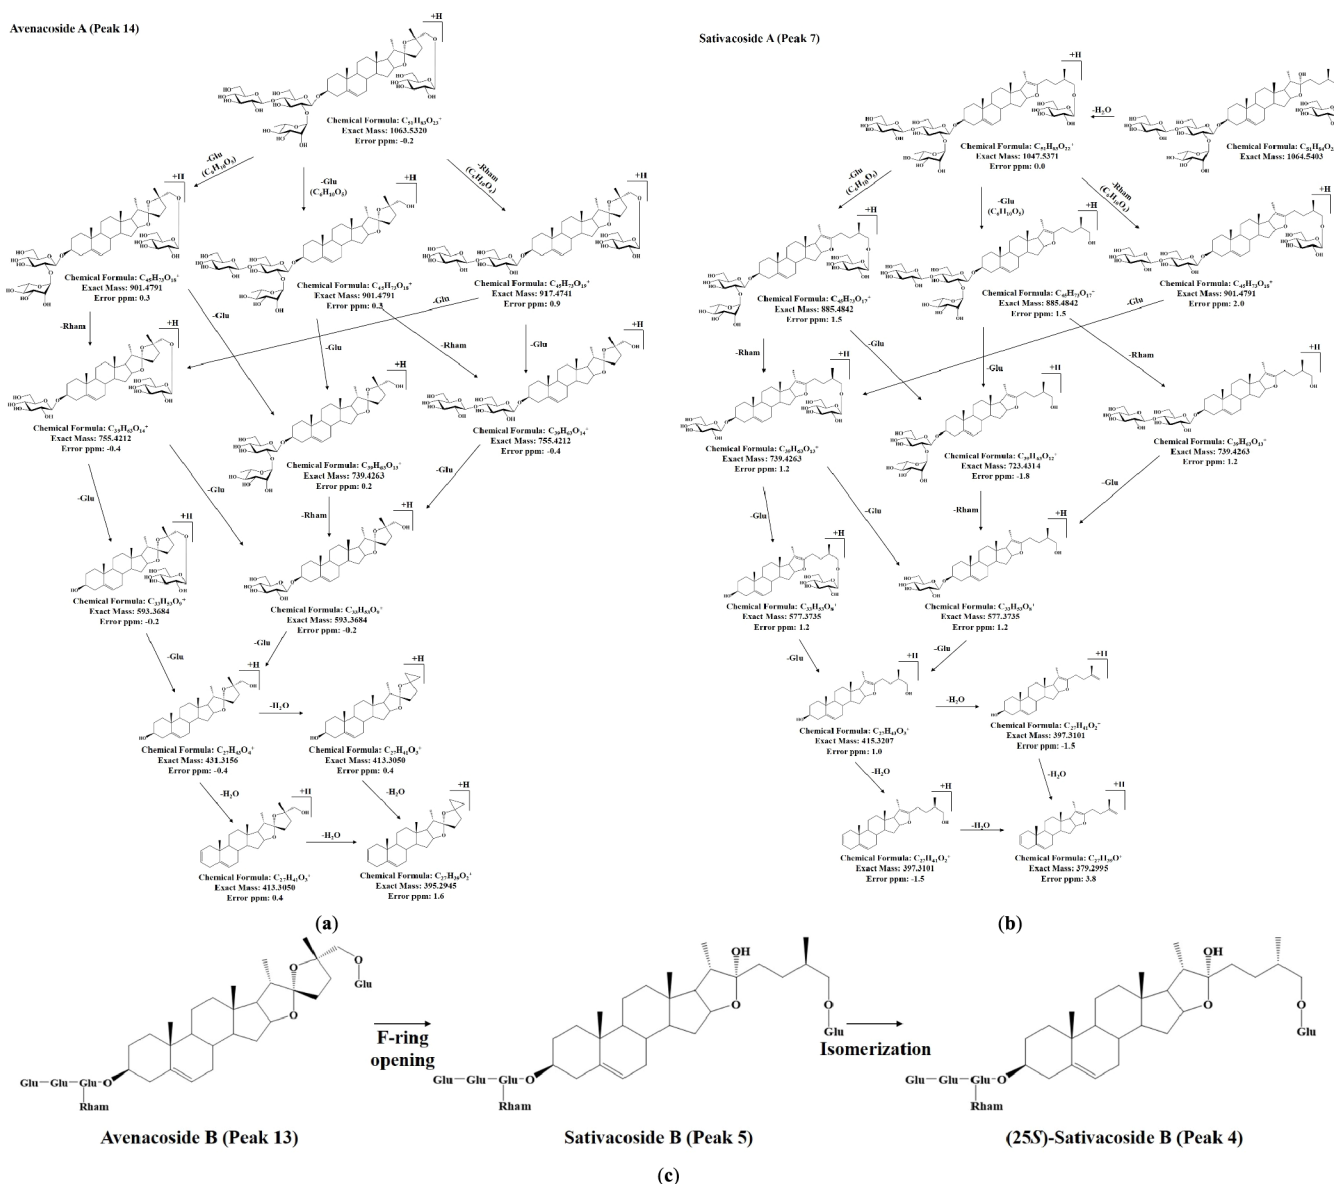 Avenacoside A (Peak 14)
+H
Chemical Formula: C₅₁H₈₃O₂₃⁺
Exact Mass: 1063.5320
Error ppm: -0.2
-Glu
(C₆H₁₀O₅)
-Glu
(C₆H₁₀O₅)
-Rham
(C₆H₁₀O₄)
+H
Chemical Formula: C₄₅H₇₃O₁₈⁺
Exact Mass: 901.4791
Error ppm: 0.3
+H
Chemical Formula: C₄₅H₇₃O₁₈⁺
Exact Mass: 901.4791
Error ppm: 0.3
+H
Chemical Formula: C₄₅H₇₃O₁₉⁺
Exact Mass: 917.4741
Error ppm: 0.9
-Rham
-Glu
-Glu
-Rham
-Glu
-Glu
+H
Chemical Formula: C₃₉H₆₃O₁₄⁺
Exact Mass: 755.4212
Error ppm: -0.4
+H
Chemical Formula: C₃₉H₆₃O₁₃⁺
Exact Mass: 739.4263
Error ppm: 0.2
+H
Chemical Formula: C₃₉H₆₃O₁₄⁺
Exact Mass: 755.4212
Error ppm: -0.4
-Glu
-Glu
-Rham
-Glu
+H
Chemical Formula: C₃₃H₅₃O₉⁺
Exact Mass: 593.3684
Error ppm: -0.2
+H
Chemical Formula: C₃₃H₅₃O₉⁺
Exact Mass: 593.3684
Error ppm: -0.2
-Glu
-Glu
+H
Chemical Formula: C₂₇H₄₃O₄⁺
Exact Mass: 431.3156
Error ppm: -0.4
-H₂O
+H
Chemical Formula: C₂₇H₄₁O₃⁺
Exact Mass: 413.3050
Error ppm: 0.4
-H₂O
-H₂O
+H
Chemical Formula: C₂₇H₄₁O₃⁺
Exact Mass: 413.3050
Error ppm: 0.4
-H₂O
+H
Chemical Formula: C₂₇H₃₉O₂⁺
Exact Mass: 395.2945
Error ppm: 1.6
(a)
Sativacoside A (Peak 7)
+H
Chemical Formula: C₅₁H₈₃O₂₂⁺
Exact Mass: 1047.5371
Error ppm: 0.0
-H₂O
Exact Mass: 1064.5403
-Glu
(C₆H₁₀O₅)
-Glu
(C₆H₁₀O₅)
-Rham
(C₆H₁₀O₄)
+H
Chemical Formula: C₄₅H₇₃O₁₇⁺
Exact Mass: 885.4842
Error ppm: 1.5
+H
Chemical Formula: C₄₅H₇₃O₁₇⁺
Exact Mass: 885.4842
Error ppm: 1.5
+H
Chemical Formula: C₄₅H₇₃O₁₈⁺
Exact Mass: 901.4791
Error ppm: 2.0
-Rham
-Glu
-Glu
-Rham
-Glu
+H
Chemical Formula: C₃₉H₆₃O₁₃⁺
Exact Mass: 739.4263
Error ppm: 1.2
+H
Chemical Formula: C₃₉H₆₃O₁₂⁺
Exact Mass: 723.4314
Error ppm: -1.8
+H
Chemical Formula: C₃₉H₆₃O₁₃⁺
Exact Mass: 739.4263
Error ppm: 1.2
-Glu
-Glu
-Rham
-Glu
+H
Chemical Formula: C₃₃H₅₃O₈⁺
Exact Mass: 577.3735
Error ppm: 1.2
+H
Chemical Formula: C₃₃H₅₃O₈⁺
Exact Mass: 577.3735
Error ppm: 1.2
-Glu
-Glu
+H
Chemical Formula: C₂₇H₄₃O₃⁺
Exact Mass: 415.3207
Error ppm: 1.0
-H₂O
+H
Chemical Formula: C₂₇H₄₁O₂⁺
Exact Mass: 397.3101
Error ppm: -1.5
-H₂O
-H₂O
+H
Chemical Formula: C₂₇H₄₁O₂⁺
Exact Mass: 397.3101
Error ppm: -1.5
-H₂O
+H
Chemical Formula: C₂₇H₃₉O⁺
Exact Mass: 379.2995
Error ppm: 3.8
(b)
O
O
O
Glu
Glu—Glu—Glu—O
Rham
Avenacoside B (Peak 13)
F-ring
opening
OH
O
O
Glu
Glu—Glu—Glu—O
Rham
Sativacoside B (Peak 5)
Isomerization
OH
O
O
Glu
Glu—Glu—Glu—O
Rham
(25S)-Sativacoside B (Peak 4)
(c)